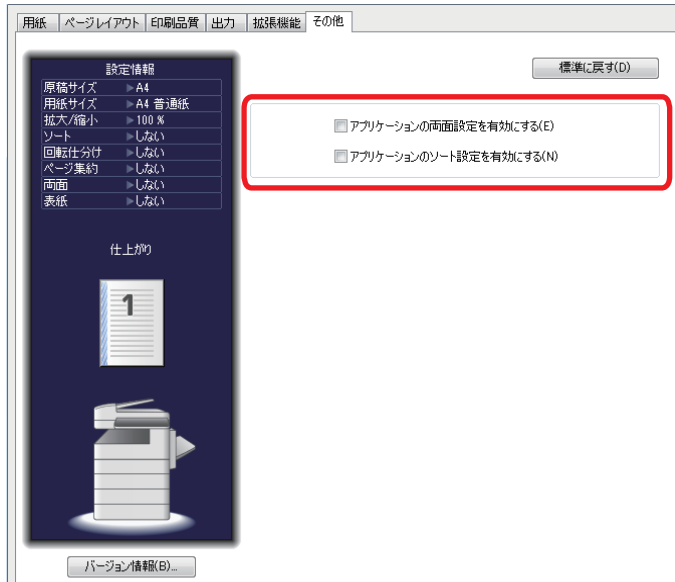 用紙 ページレイアウト 印刷品質 出力 拡張機能 その他
標準に戻す(D)
設定情報
原稿サイズ ▶A4
用紙サイズ ▶A4 普通紙
拡大/縮小 ▶100 %
ソート ▶しない
回転仕分け ▶しない
ページ集約 ▶しない
両面 ▶しない
表紙 ▶しない
アプリケーションの両面設定を有効にする(E)
アプリケーションのソート設定を有効にする(N)
仕上がり
1
バージョン情報(B)...